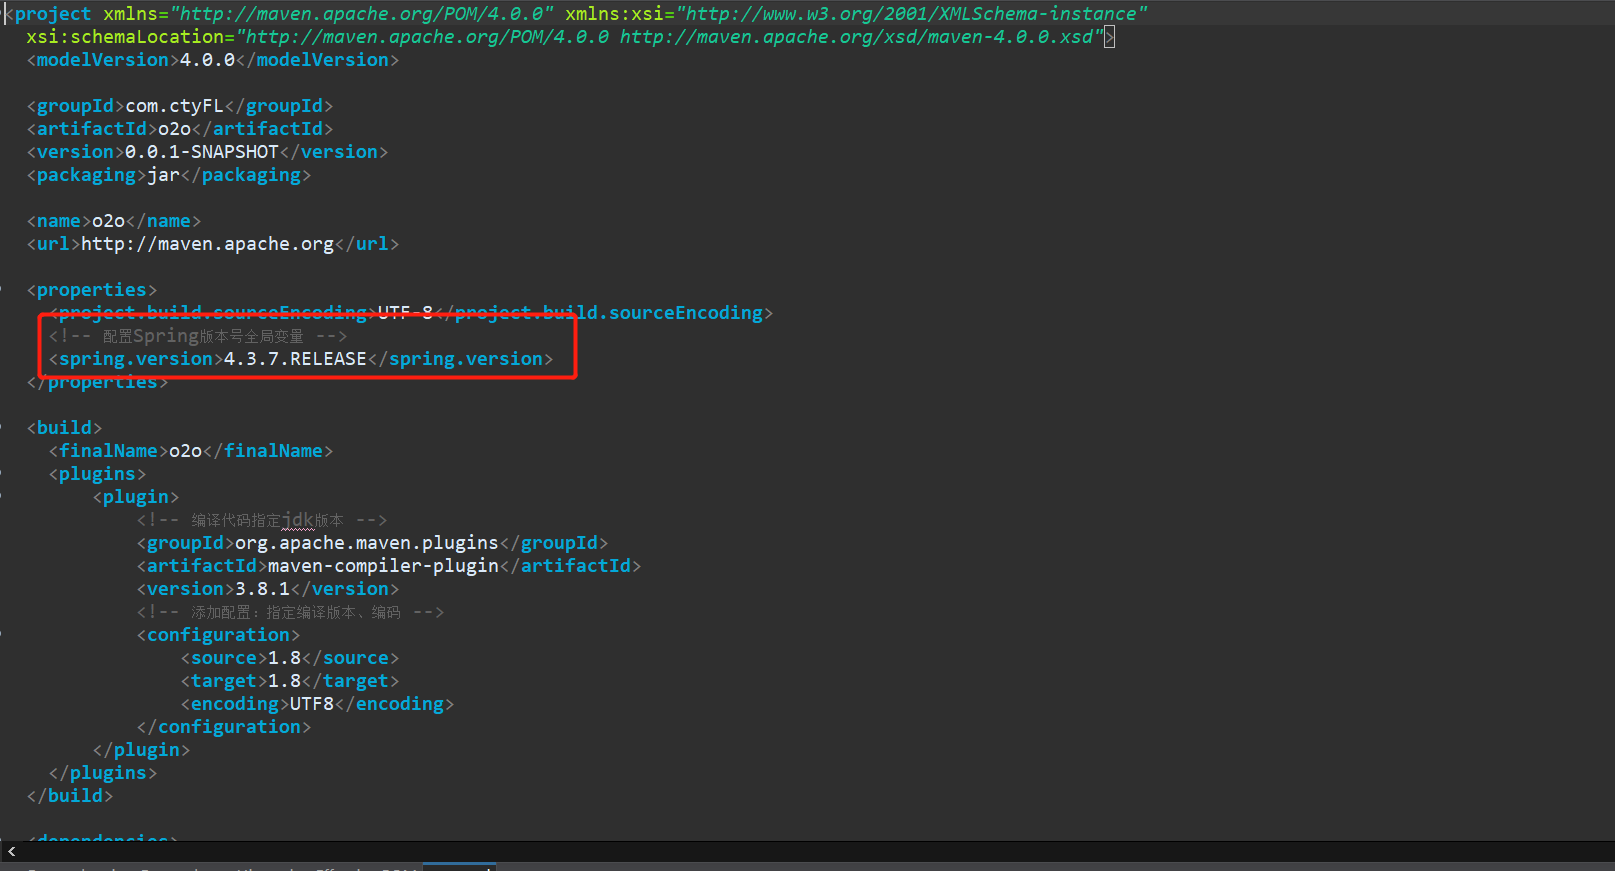 <project xmlns="http://maven.apache.org/POM/4.0.0" xmlns:xsi="http://www.w3.org/2001/XMLSchema-instance"
xsi:schemaLocation="http://maven.apache.org/POM/4.0.0 http://maven.apache.org/xsd/maven-4.0.0.xsd">
<modelVersion>4.0.0</modelVersion>
<groupId>com.ctyFL</groupId>
<artifactId>o2o</artifactId>
<version>0.0.1-SNAPSHOT</version>
<packaging>jar</packaging>
<name>o2o</name>
<url>http://maven.apache.org</url>
<properties>
<project.build.sourceEncoding>UTF-8</project.build.sourceEncoding>
<!-- 配置Spring版本号全局变量 -->
<spring.version>4.3.7.RELEASE</spring.version>
</properties>
<build>
<finalName>o2o</finalName>
<plugins>
<plugin>
<!-- 编译代码指定jdk版本 -->
<groupId>org.apache.maven.plugins</groupId>
<artifactId>maven-compiler-plugin</artifactId>
<version>3.8.1</version>
<!-- 添加配置：指定编译版本、编码 -->
<configuration>
<source>1.8</source>
<target>1.8</target>
<encoding>UTF8</encoding>
</configuration>
</plugin>
</plugins>
</build>
<dependencies>